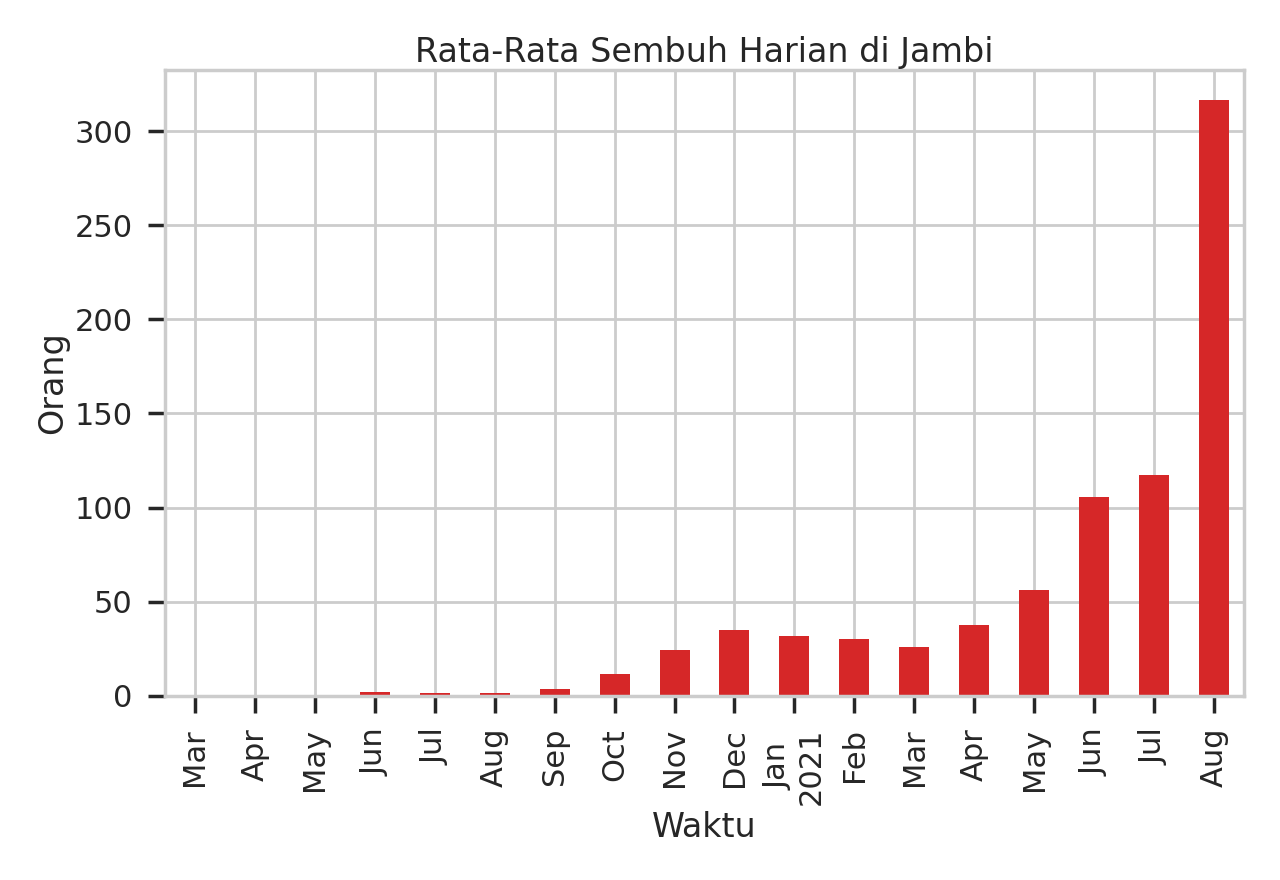 Rata-Rata Sembuh Harian di Jambi
300
250
200
150
100
50
0
Orang
Mar
Apr
May
Jun
Jul
Aug
Sep
Oct
Nov
Dec
Jan
2021
Feb
Mar
Apr
May
Jun
Jul
Aug
Waktu